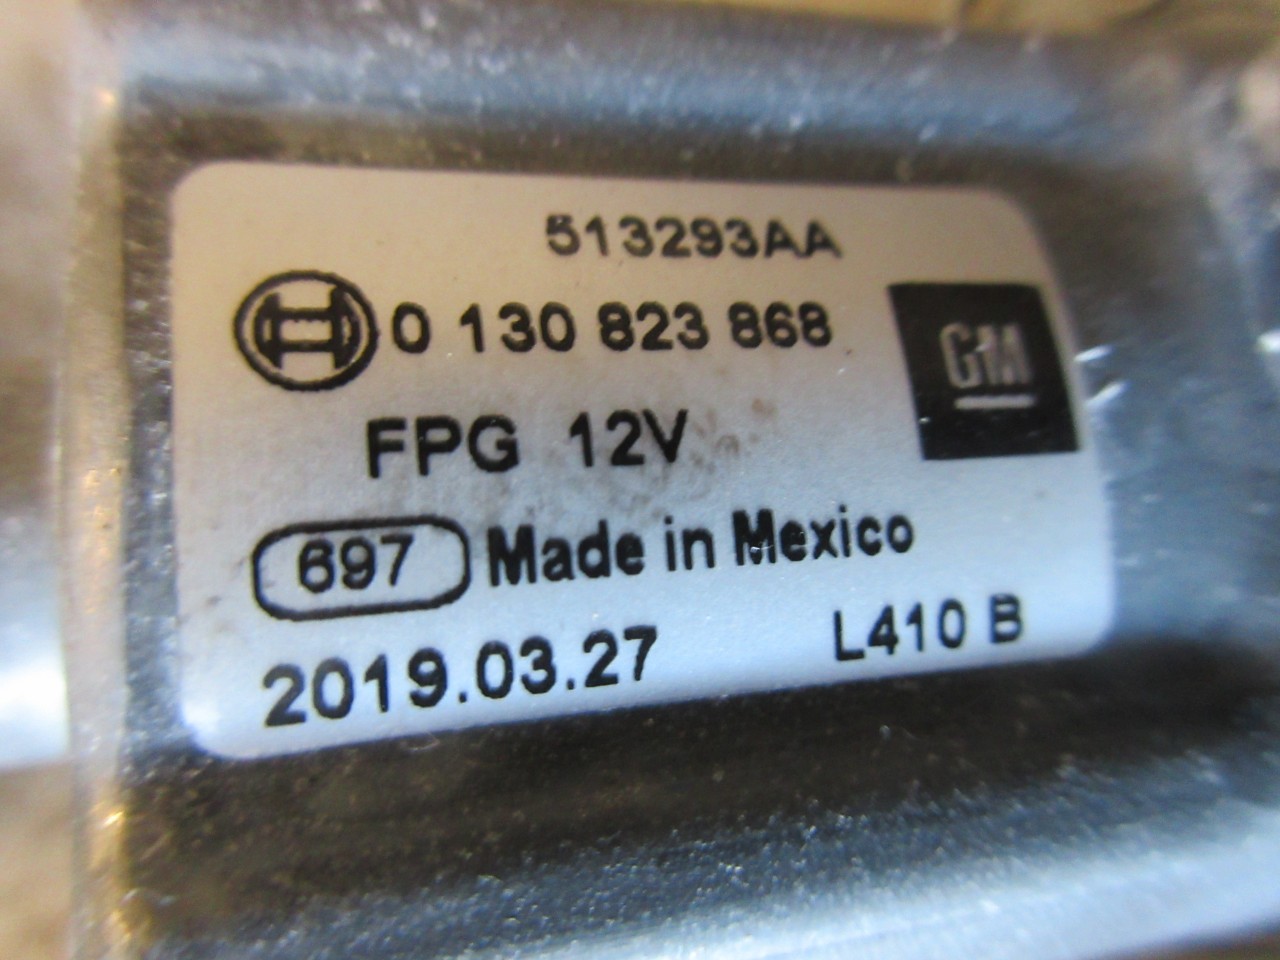 513293AA
0 130 823 868
GM
FPG 12V
697 Made in Mexico
2019.03.27 L410 B